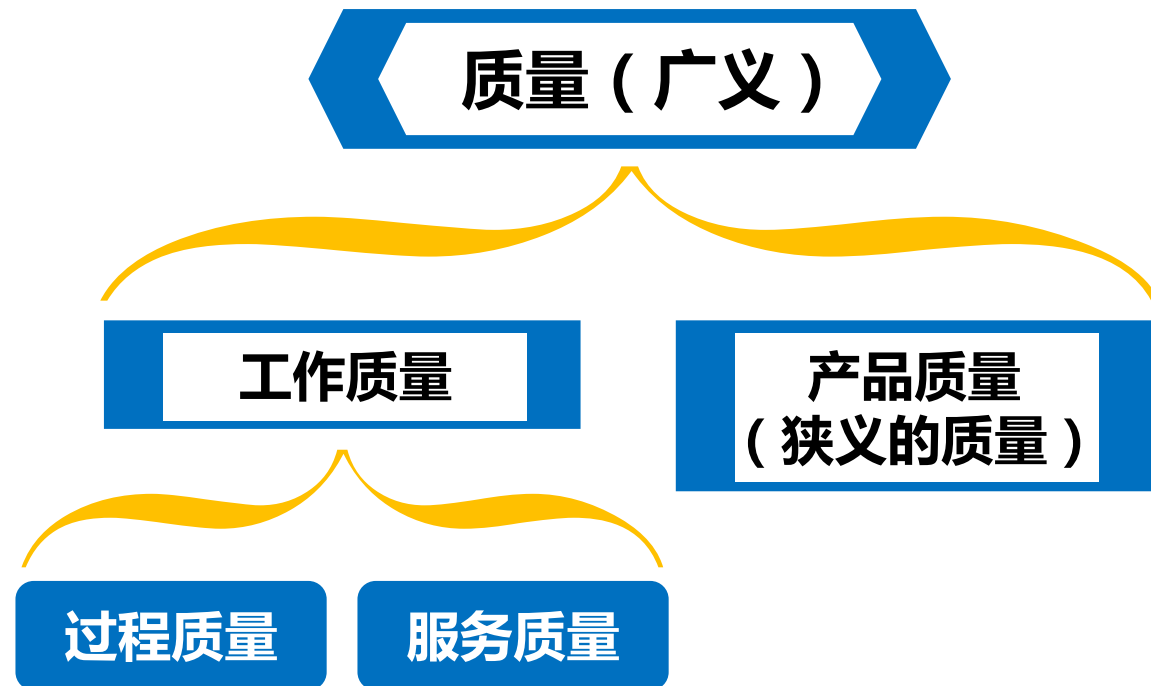 质量（广义）
工作质量
产品质量
（狭义的质量）
过程质量
服务质量